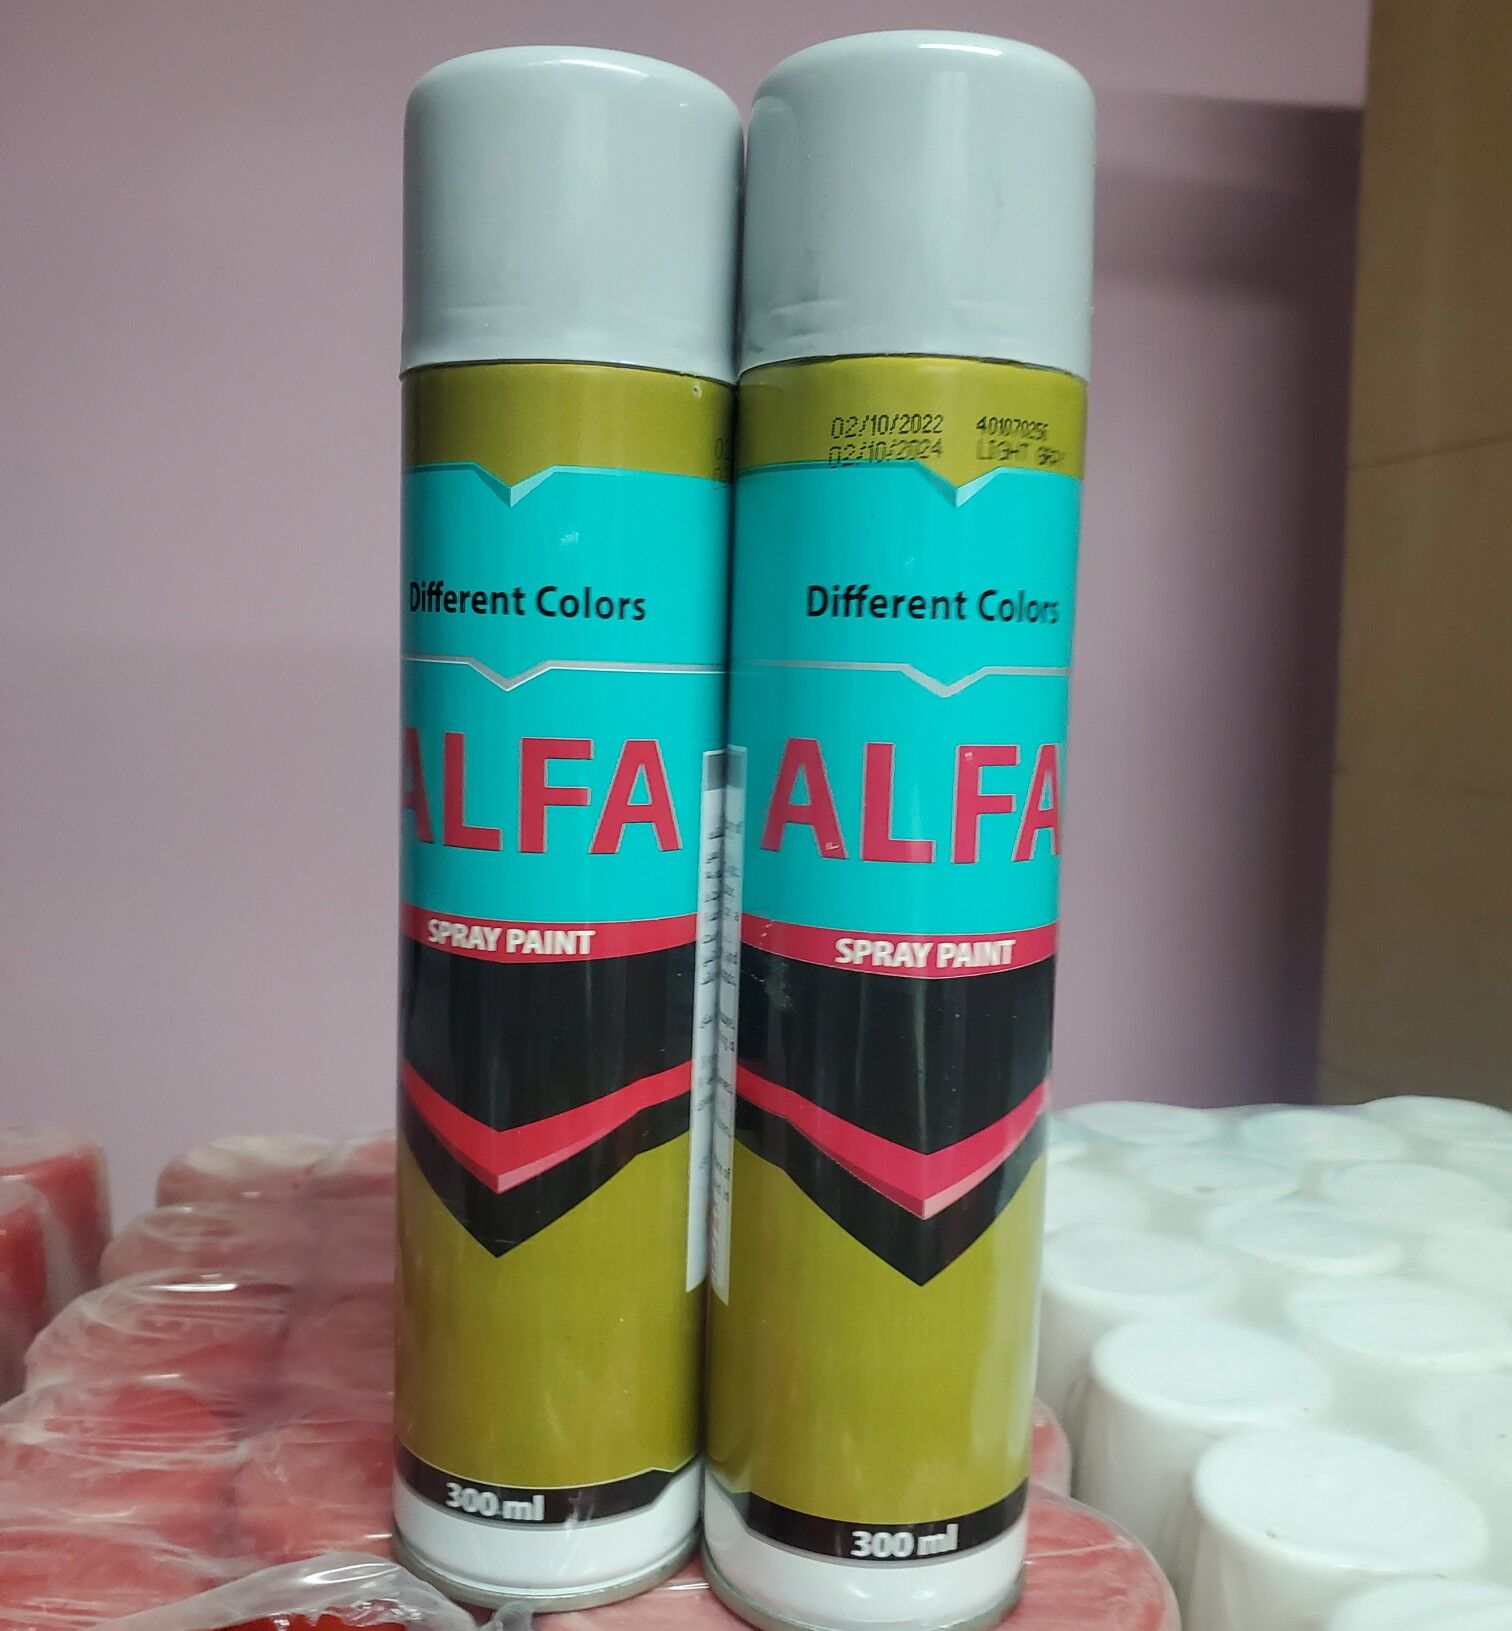 Different Colors
ALFA
SPRAY PAINT
300 ml
02/10/2022 401070256
02/10/2024 LIGHT
Different Colors
ALFA
SPRAY PAINT
300 ml